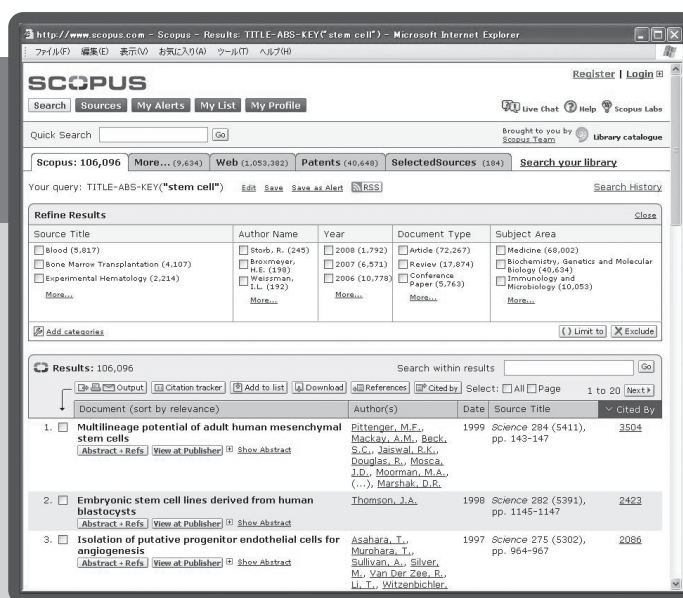 http://www.scopus.com - Scopus - Results: TITLE-ABS-KEY("stem cell") - Microsoft Internet Explorer
ファイル(F) 編集(E) 表示(V) お気に入り(A) ツール(T) ヘルプ(H)
SCOPUS
Register | Login
Search Sources My Alerts My List My Profile
Live Chat Help Scopus Labs
Quick Search Go
Brought to you by
Scopus Team
Library catalogue
Scopus: 106,096 More... (9,634) Web (1,053,382) Patents (40,648) SelectedSources (184) Search your library
Your query: TITLE-ABS-KEY("stem cell") Edit Save Save as Alert RSS Search History
Refine Results Close
Source Title Author Name Year Document Type Subject Area
Blood (5,817) Storb, R. (245) 2008 (1,792) Article (72,267) Medicine (68,002)
Bone Marrow Transplantation (4,107) Broxmeyer, H.E. (198) 2007 (6,571) Review (17,874) Biochemistry, Genetics and Molecular Biology (40,634)
Experimental Hematology (2,214) Weissman, I.L. (192) 2006 (10,778) Conference Paper (5,763) Immunology and Microbiology (10,053)
More... More... More... More... More...
Add categories Limit to Exclude
Results: 106,096 Search within results Go
Output Citation tracker Add to list Download References Cited by Select: All Page 1 to 20 Next
Document (sort by relevance) Author(s) Date Source Title Cited By
1. Multilineage potential of adult human mesenchymal Pittenger, M.F., 1999 Science 284 (5411), 3504
stem cells Mackay, A.M., Beck, pp. 143-147
Abstract + Refs View at Publisher Show Abstract S.C., Jaiswal, R.K.,
Douglas, R., Mosca,
J.D., Moorman, M.A.,
(...), Marshak, D.R.
2. Embryonic stem cell lines derived from human Thomson, J.A. 1998 Science 282 (5391), 2423
blastocysts pp. 1145-1147
Abstract + Refs View at Publisher Show Abstract
3. Isolation of putative progenitor endothelial cells for Asahara, T., 1997 Science 275 (5302), 2086
angiogenesis Murohara, T., pp. 964-967
Abstract + Refs View at Publisher Show Abstract Sullivan, A., Silver,
M., Van Der Zee, R.,
Li, T., Witzenbichler,